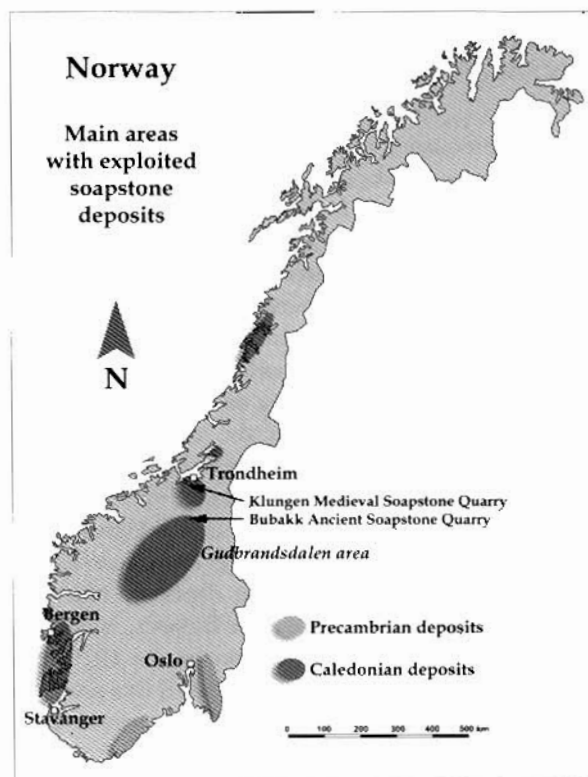 Norway
Main areas
with exploited
soapstone
deposits
N
Trondheim
Klungen Medieval Soapstone Quarry
Bubakk Ancient Soapstone Quarry
Gudbrandsdalen area
Bergen
Precambrian deposits
Oslo
Caledonian deposits
Stavanger
0 100 200 300 400 500 km